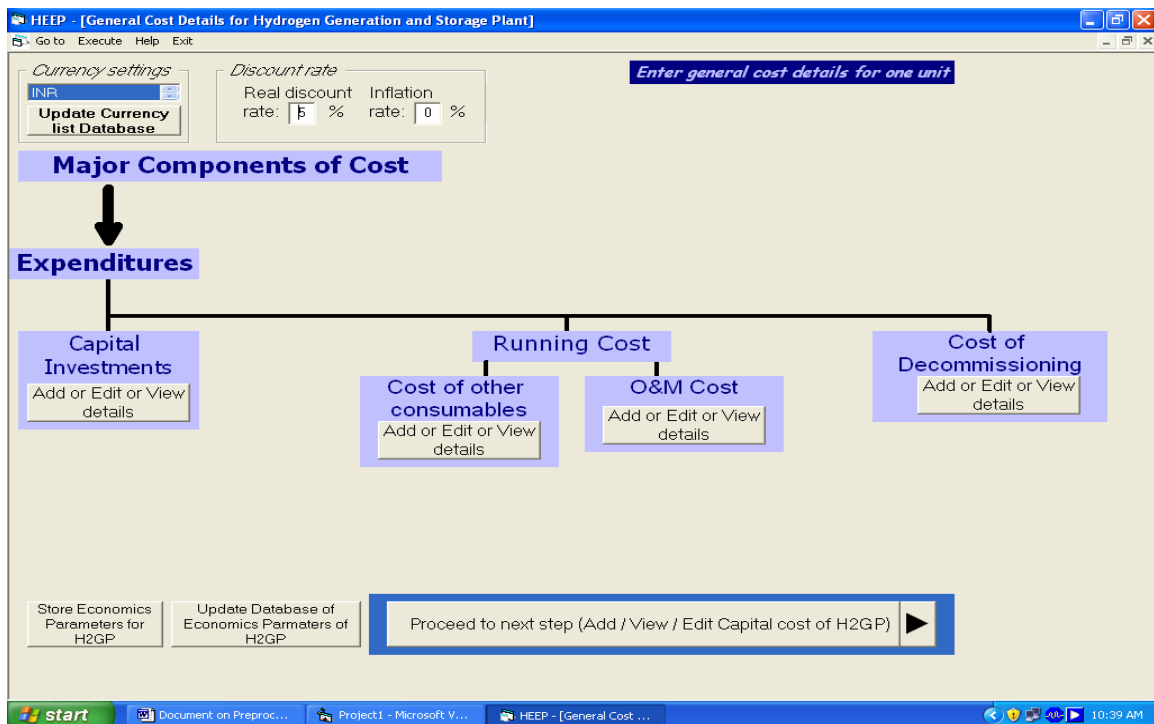 HEEP - [General Cost Details for Hydrogen Generation and Storage Plant]
Go to Execute Help Exit
Currency settings
INR
Update Currency
list Database
Discount rate
Real discount
rate: 5 %
Inflation
rate: 0 %
Enter general cost details for one unit
Major Components of Cost
Expenditures
Capital
Investments
Add or Edit or View
details
Running Cost
Cost of other
consumables
Add or Edit or View
details
O&M Cost
Add or Edit or View
details
Cost of
Decommissioning
Add or Edit or View
details
Store Economics
Parameters for
H2GP
Update Database of
Economics Parmaters of
H2GP
Proceed to next step (Add / View / Edit Capital cost of H2GP)
start
Document on Preproc...
Project1 - Microsoft V...
HEEP - [General Cost ...
10:39 AM